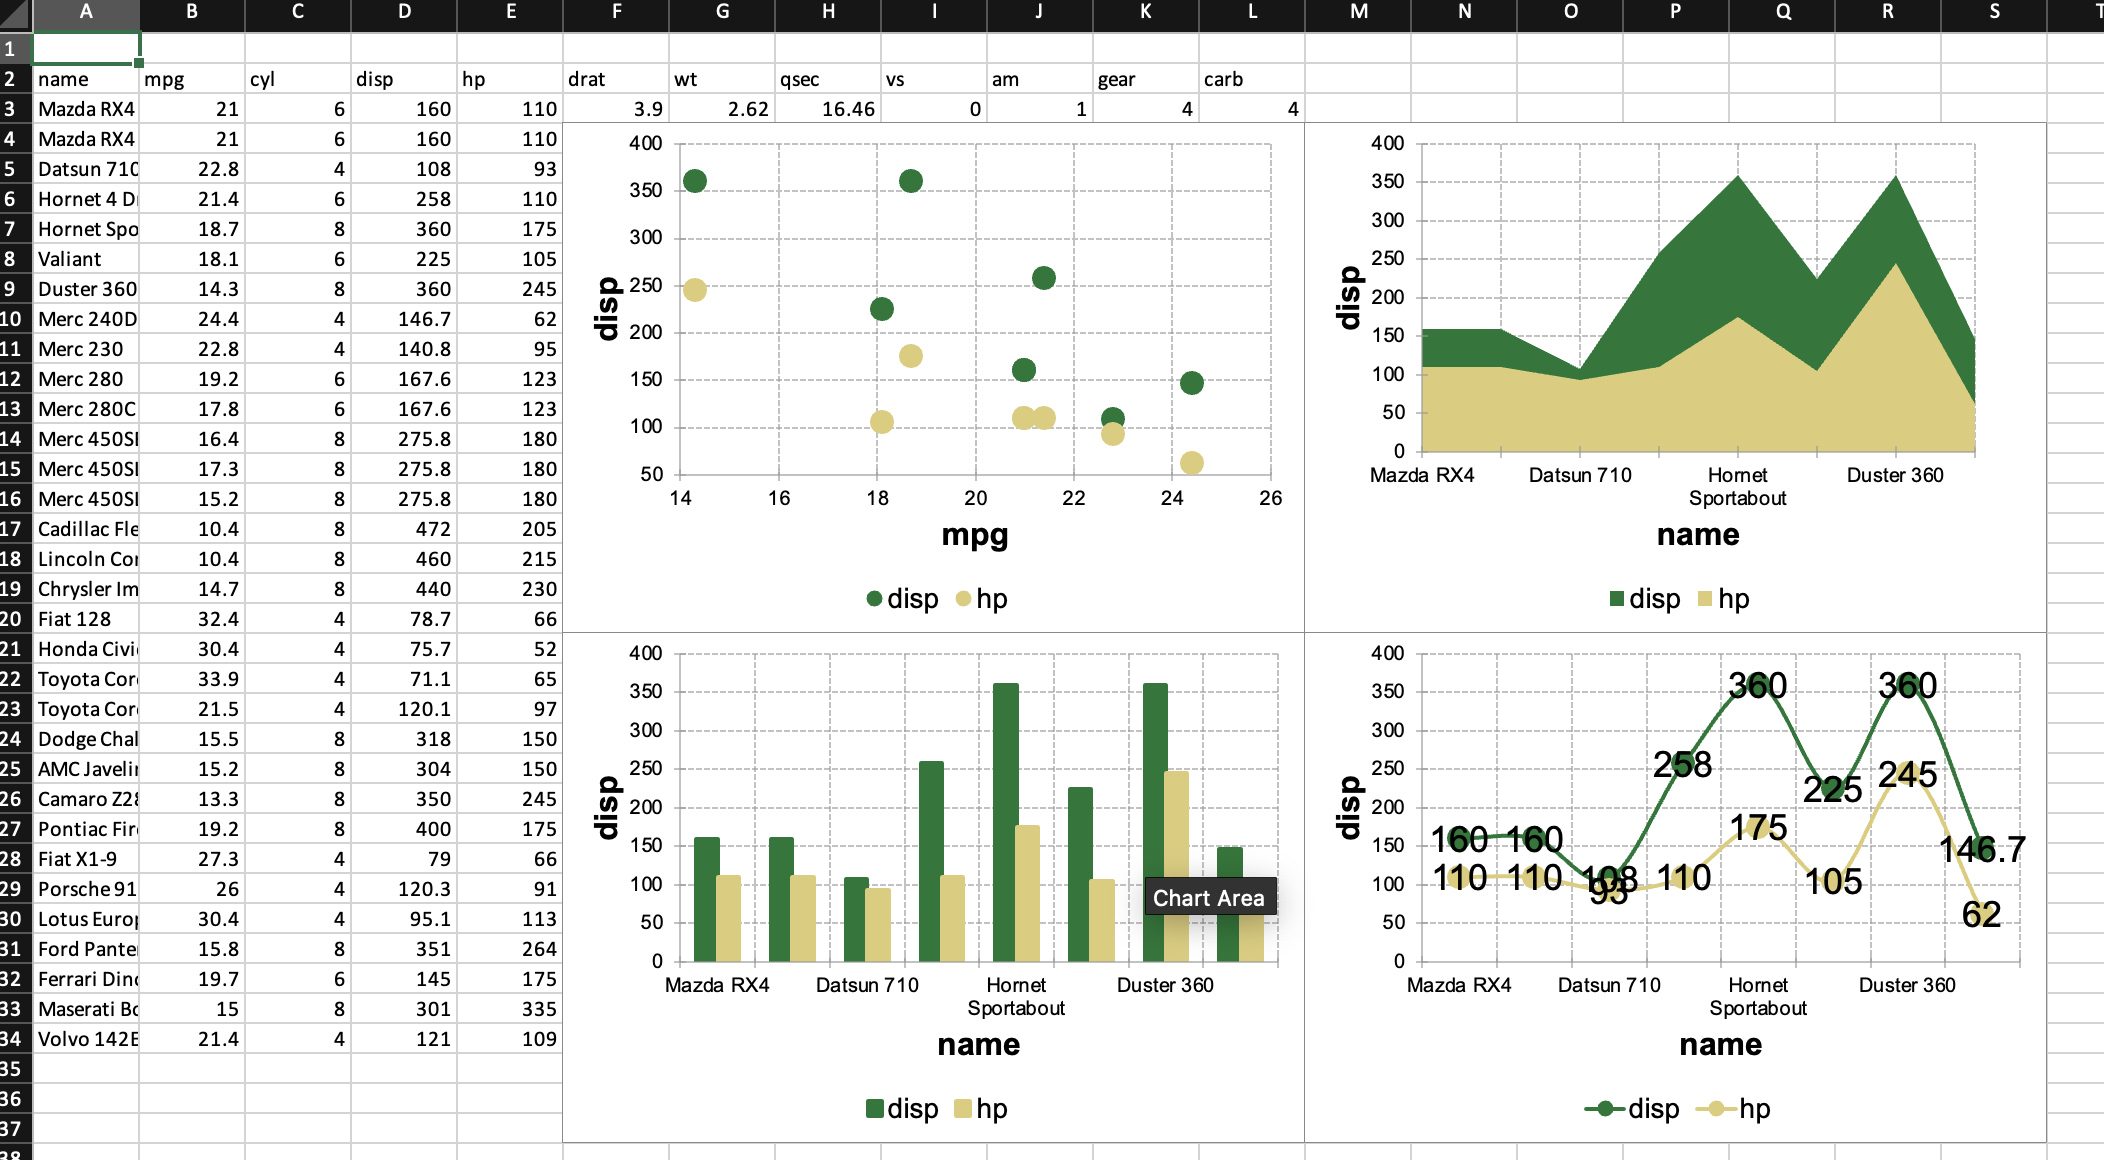 A B C D E F G H I J K L M N O P Q R S T
1
2 name mpg cyl disp hp drat wt qsec vs am gear carb
3 Mazda RX4 21 6 160 110 3.9 2.62 16.46 0 1 4 4
4 Mazda RX4 21 6 160 110
5 Datsun 710 22.8 4 108 93
6 Hornet 4 D 21.4 6 258 110
7 Hornet Spo 18.7 8 360 175
8 Valiant 18.1 6 225 105
9 Duster 360 14.3 8 360 245
10 Merc 240D 24.4 4 146.7 62
11 Merc 230 22.8 4 140.8 95
12 Merc 280 19.2 6 167.6 123
13 Merc 280C 17.8 6 167.6 123
14 Merc 450S 16.4 8 275.8 180
15 Merc 450S 17.3 8 275.8 180
16 Merc 450S 15.2 8 275.8 180
17 Cadillac Fle 10.4 8 472 205
18 Lincoln Co 10.4 8 460 215
19 Chrysler Im 14.7 8 440 230
20 Fiat 128 32.4 4 78.7 66
21 Honda Civi 30.4 4 75.7 52
22 Toyota Cor 33.9 4 71.1 65
23 Toyota Cor 21.5 4 120.1 97
24 Dodge Chal 15.5 8 318 150
25 AMC Javeli 15.2 8 304 150
26 Camaro Z28 13.3 8 350 245
27 Pontiac Fir 19.2 8 400 175
28 Fiat X1-9 27.3 4 79 66
29 Porsche 91 26 4 120.3 91
30 Lotus Europ 30.4 4 95.1 113
31 Ford Pante 15.8 8 351 264
32 Ferrari Din 19.7 6 145 175
33 Maserati Bo 15 8 301 335
34 Volvo 142E 21.4 4 121 109
35
36
37
38
400
350
300
250
200
150
100
50
disp
14 16 18 20 22 24 26
mpg
disp hp
400
350
300
250
200
150
100
50
0
disp
Mazda RX4 Datsun 710 Hornet Duster 360
Sportabout
name
disp hp
400
350
300
250
200
150
100
50
0
disp
Chart Area
Mazda RX4 Datsun 710 Hornet Duster 360
Sportabout
name
disp hp
400
350
300
250
200
150
100
50
0
disp
160 160 108 258 360 225 360 146.7
110 110 93 110 175 105 245 62
Mazda RX4 Datsun 710 Hornet Duster 360
Sportabout
name
disp hp